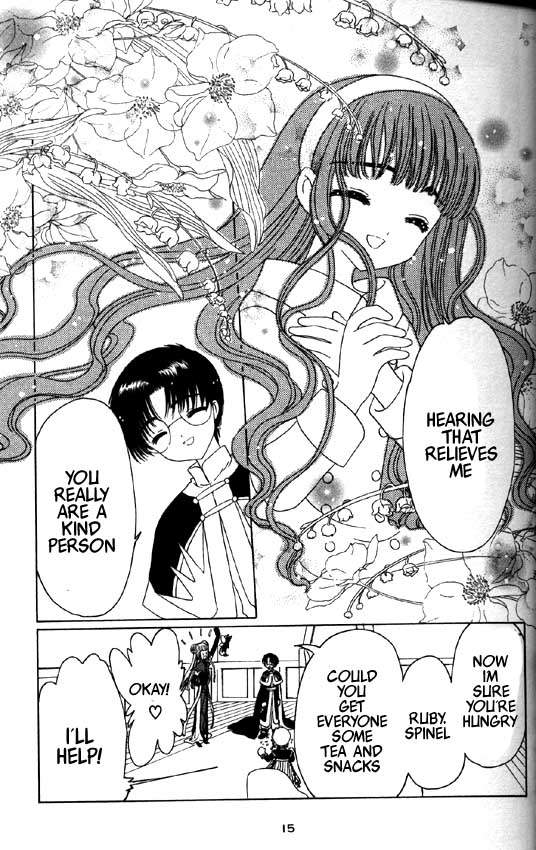 HEARING
THAT
RELIEVES
ME
YOU
REALLY
ARE A
KIND
PERSON
NOW
IM
SURE
YOU'RE
HUNGRY
RUBY.
SPINEL
COULD
YOU
GET
EVERYONE
SOME
TEA AND
SNACKS
OKAY!
♡
I'LL
HELP!
15